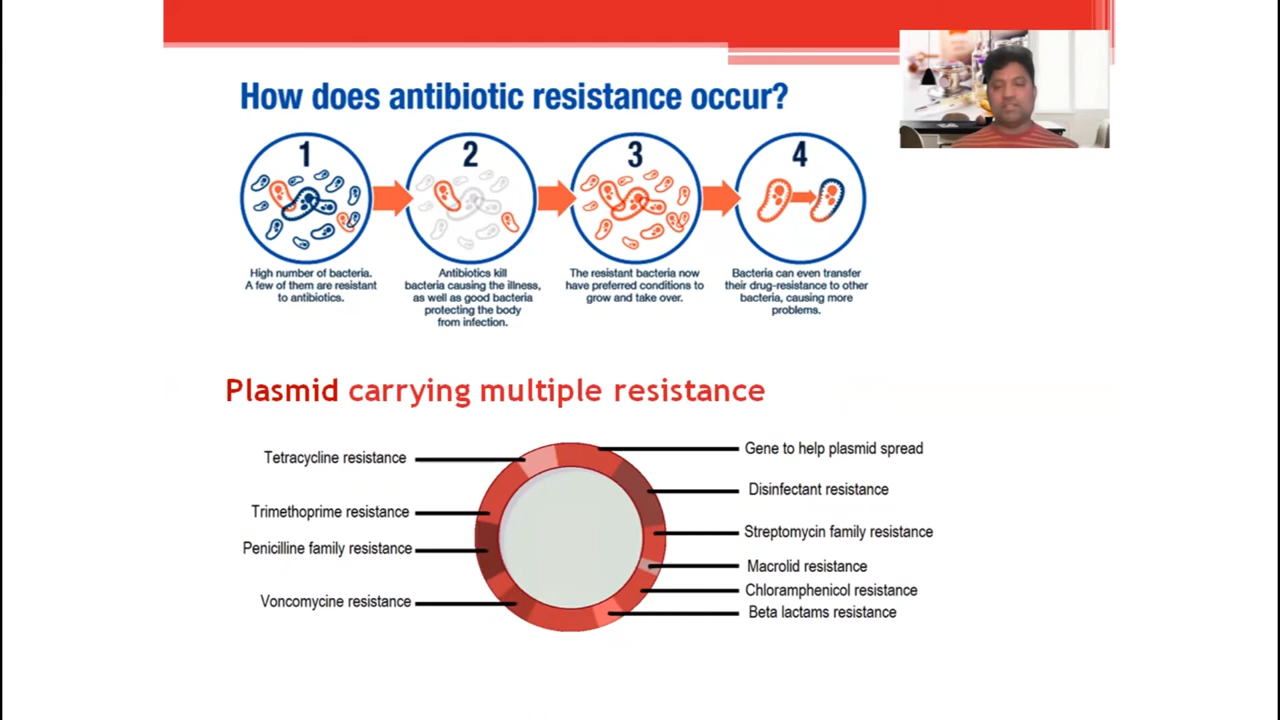 How does antibiotic resistance occur?
1
2
3
4
High number of bacteria.
A few of them are resistant
to antibiotics.
Antibiotics kill
bacteria causing the illness,
as well as good bacteria
protecting the body
from infection.
The resistant bacteria now
have preferred conditions to
grow and take over.
Bacteria can even transfer
their drug-resistance to other
bacteria, causing more
problems.
Plasmid carrying multiple resistance
Tetracycline resistance
Trimethoprime resistance
Penicilline family resistance
Voncomycine resistance
Gene to help plasmid spread
Disinfectant resistance
Streptomycin family resistance
Macrolid resistance
Chloramphenicol resistance
Beta lactams resistance